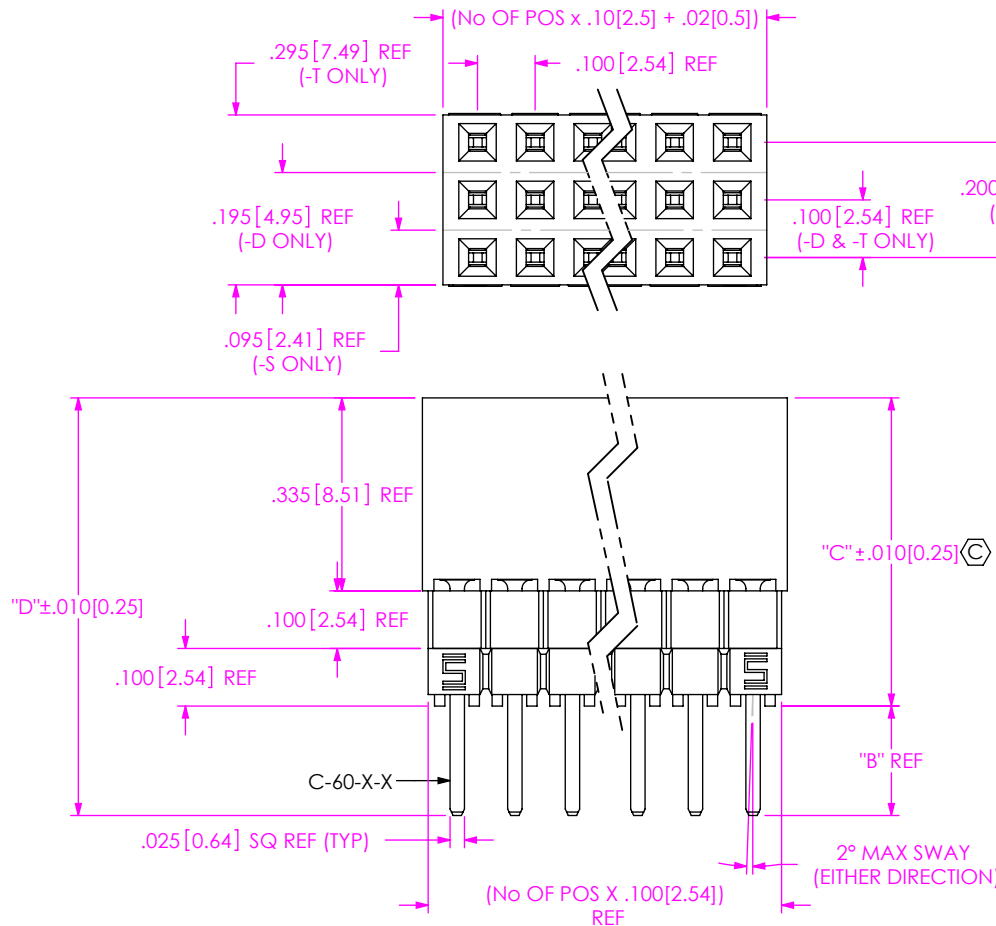 (No OF POS x .10[2.5] + .02[0.5])
.295[7.49] REF
(-T ONLY)
.100[2.54] REF
.195[4.95] REF
(-D ONLY)
.200
(
.100[2.54] REF
(-D & -T ONLY)
.095[2.41] REF
(-S ONLY)
.335[8.51] REF
"C"±.010[0.25] C
"D"±.010[0.25]
.100[2.54] REF
.100[2.54] REF
"B" REF
C-60-X-X
.025[0.64] SQ REF (TYP)
2° MAX SWAY
(EITHER DIRECTION)
(No OF POS X .100[2.54])
REF